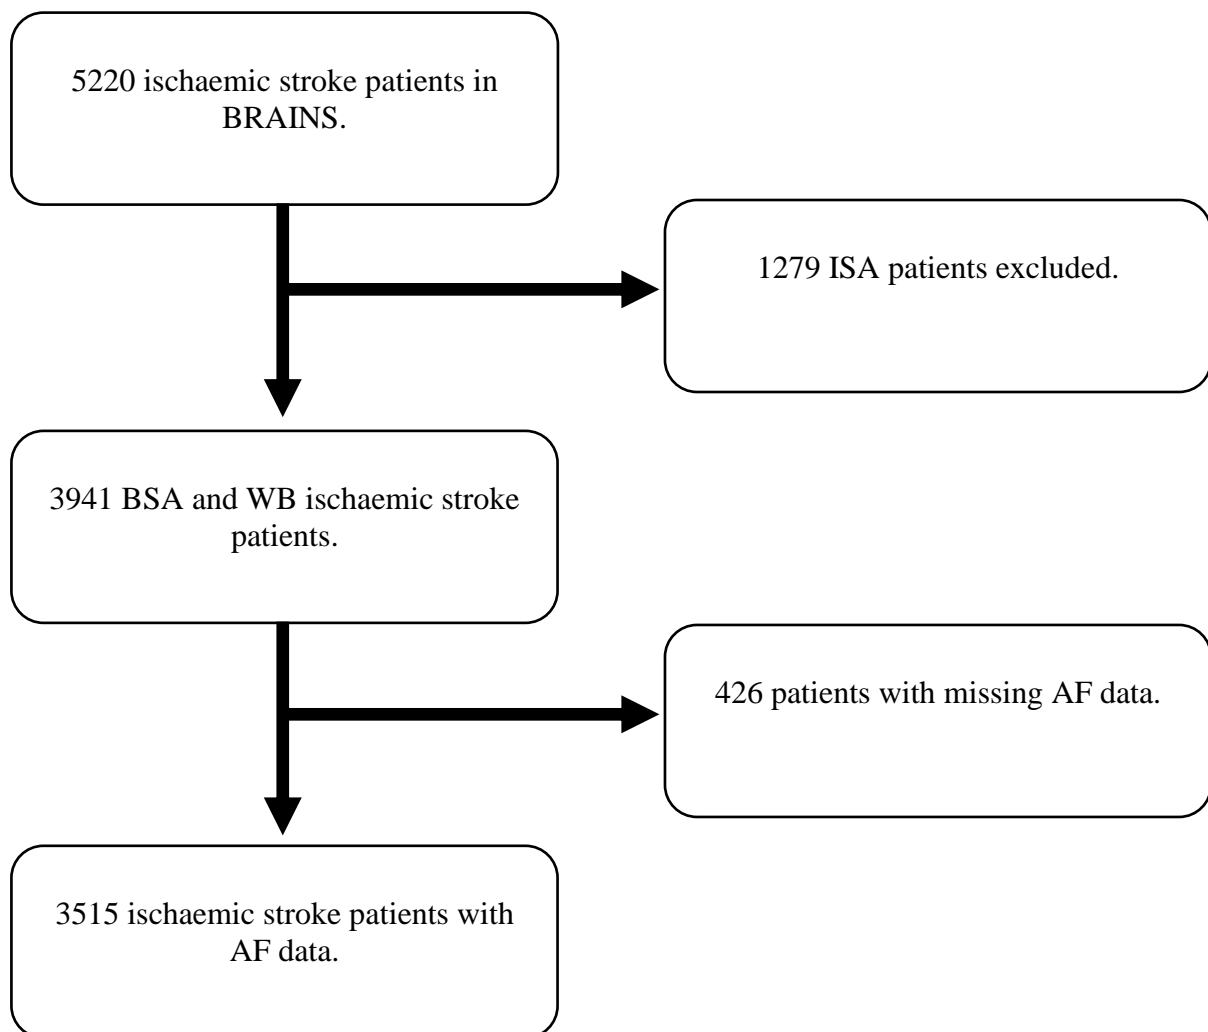 5220 ischaemic stroke patients in
BRAINS.
1279 ISA patients excluded.
3941 BSA and WB ischaemic stroke
patients.
426 patients with missing AF data.
3515 ischaemic stroke patients with
AF data.